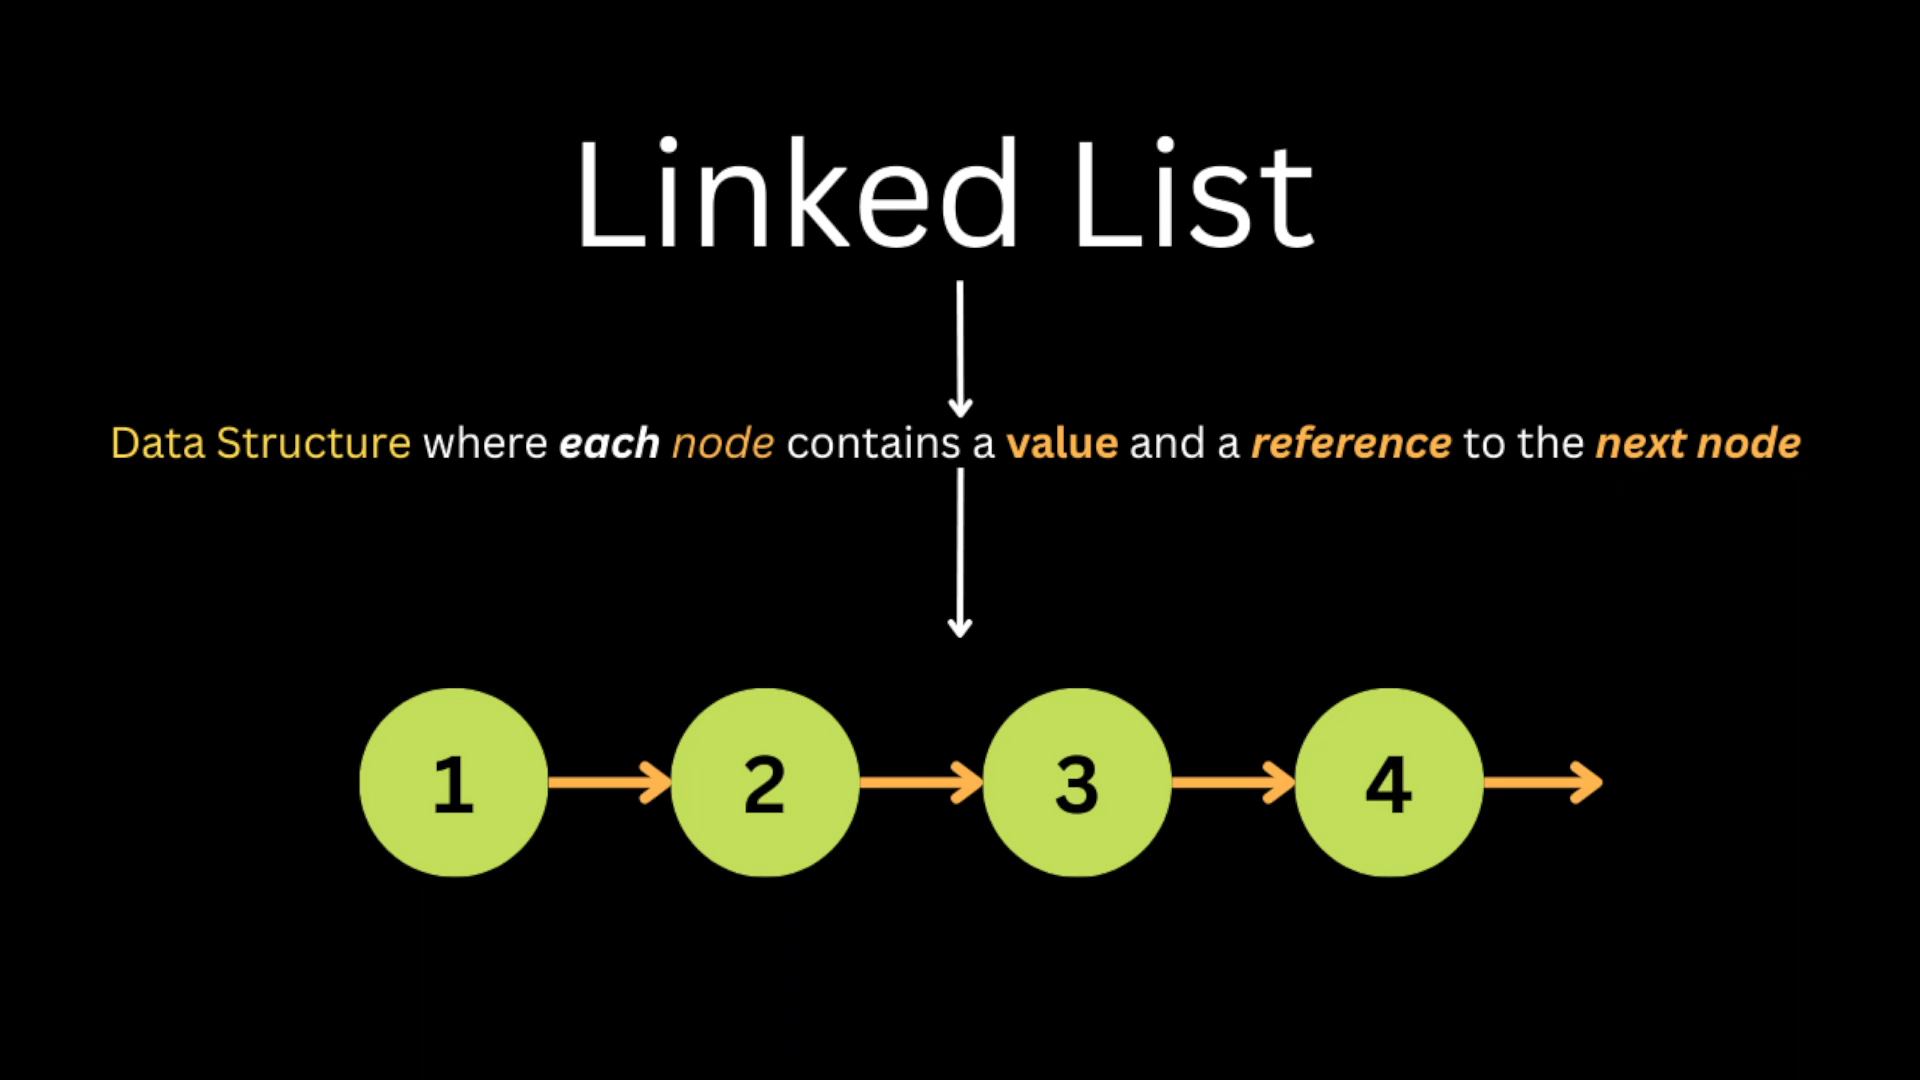 Linked List
Data Structure where each node contains a value and a reference to the next node
1 2 3 4